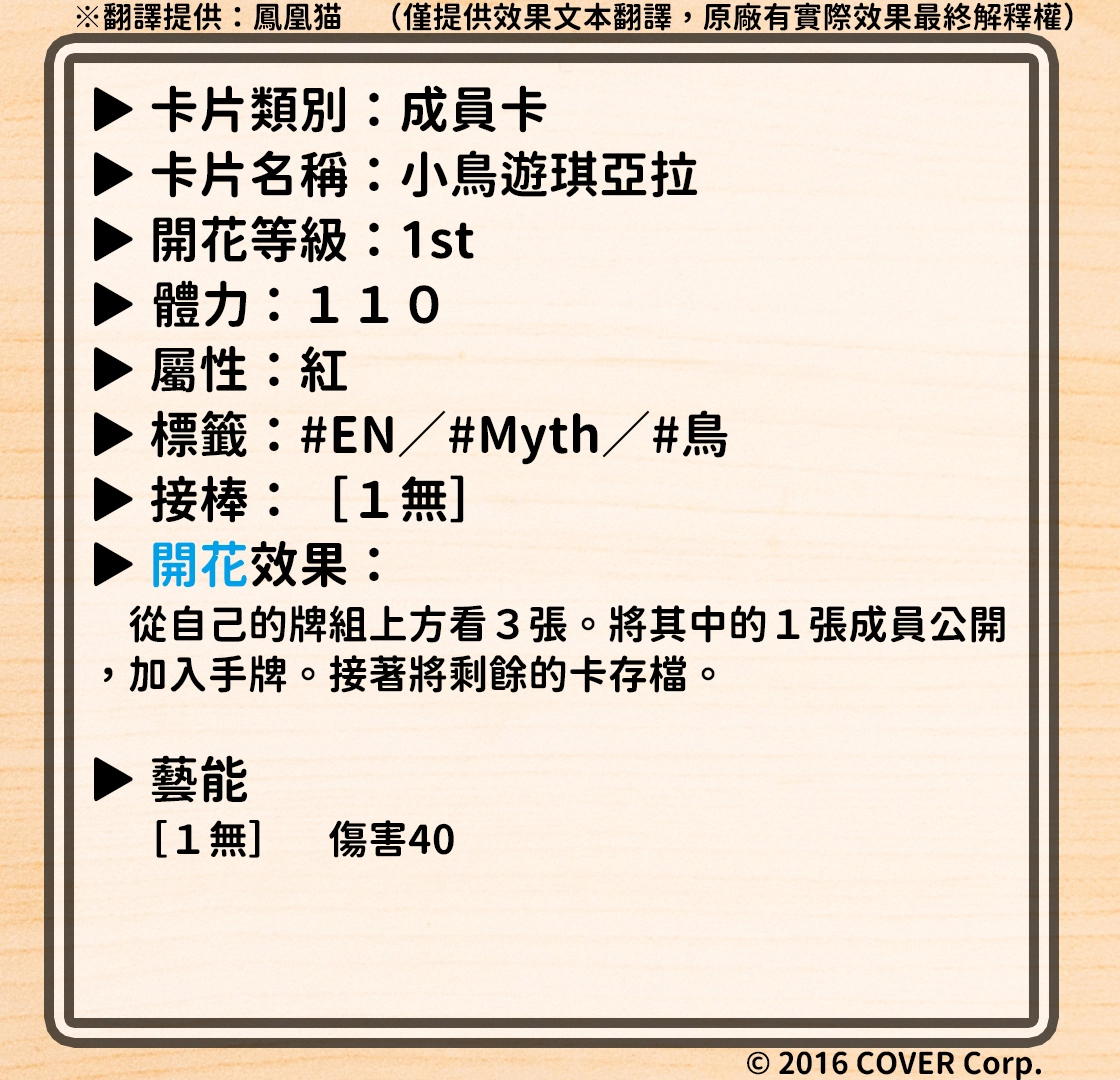 ※翻譯提供：鳳凰猫　（僅提供效果文本翻譯，原廠有實際效果最終解釋權）
▶ 卡片類別：成員卡
▶ 卡片名稱：小鳥遊琪亞拉
▶ 開花等級：1st
▶ 體力：１１０
▶ 屬性：紅
▶ 標籤：#EN／#Myth／#鳥
▶ 接棒：［１無］
▶ 開花效果：
從自己的牌組上方看３張。將其中的１張成員公開
，加入手牌。接著將剩餘的卡存檔。
▶ 藝能
［１無］　傷害40
© 2016 COVER Corp.